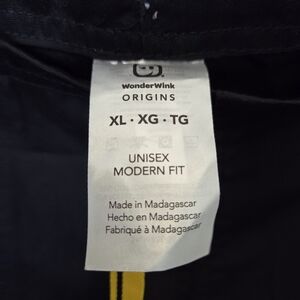 WonderWink
ORIGINS
XL · XG · TG
UNISEX
MODERN FIT
Made in Madagascar
Hecho en Madagascar
Fabriqué à Madagascar